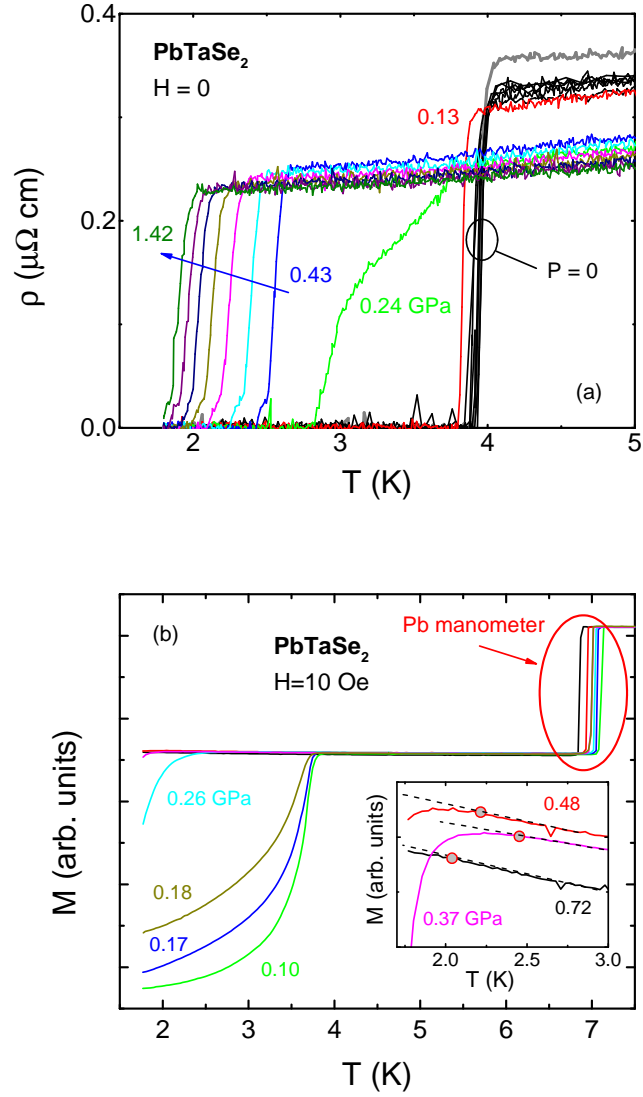 0.4
PbTaSe2
H = 0
0.13
0.2
1.42
0.43
P = 0
0.24 GPa
(a)
0.0
2 3 4 5
ρ (μΩ cm)
T (K)
(b)
PbTaSe2
Pb manometer
H=10 Oe
0.26 GPa
0.18
0.17
0.10
M (arb. units)
0.48
0.37 GPa
0.72
M (arb. units)
2.0 2.5 3.0
T (K)
2 3 4 5 6 7
T (K)